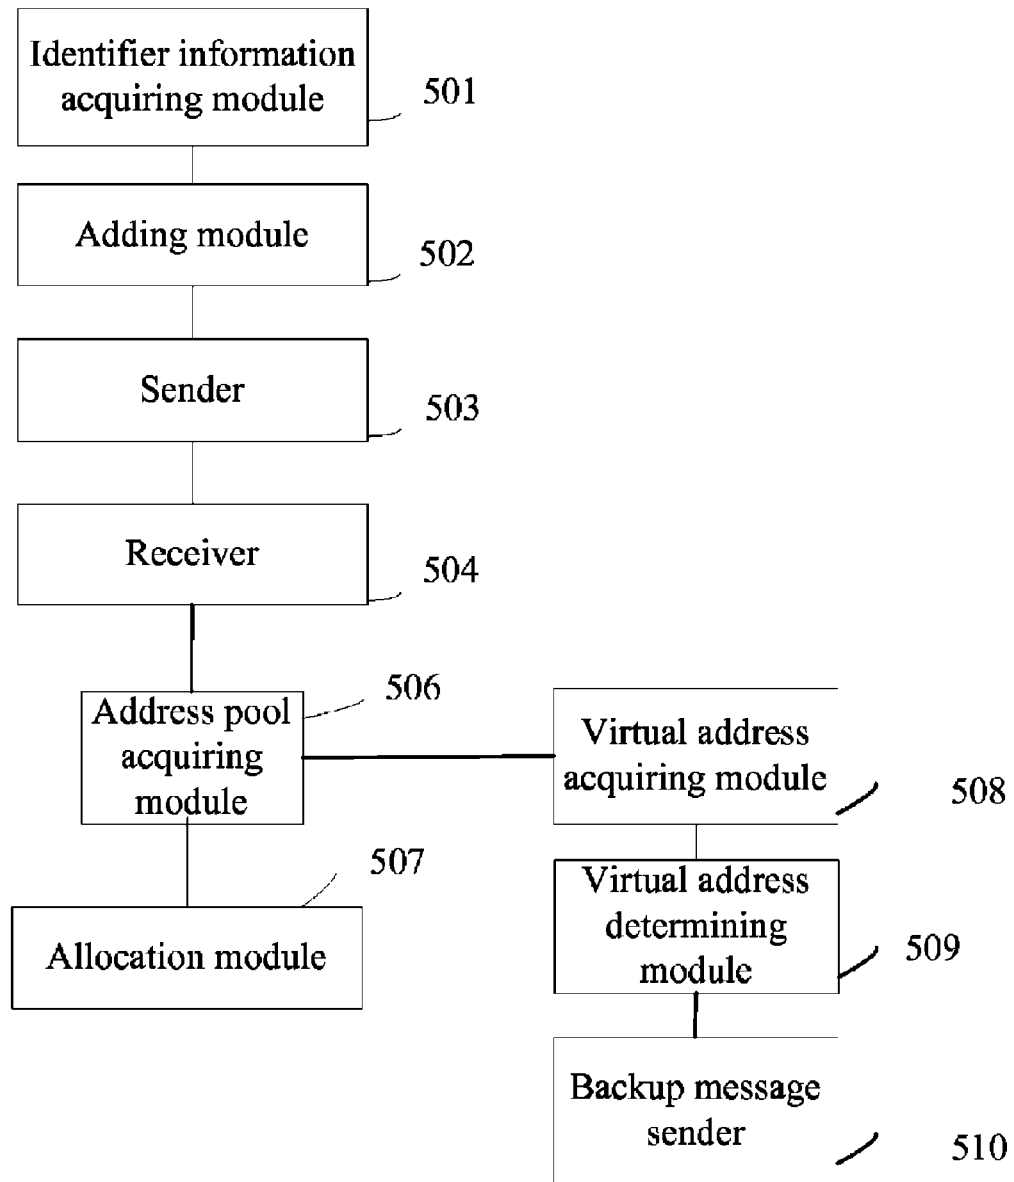 Identifier information
acquiring module
501
Adding module
502
Sender
503
Receiver
504
506
Address pool
acquiring
module
Virtual address
acquiring module
508
507
Allocation module
Virtual address
determining
module
509
Backup message
sender
510